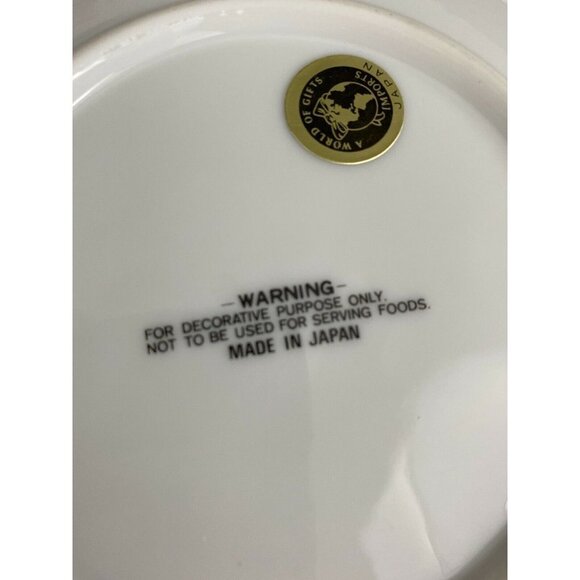 A WORLD OF GIFTS
IMPORTS
JAPAN
- WARNING -
FOR DECORATIVE PURPOSE ONLY.
NOT TO BE USED FOR SERVING FOODS.
MADE IN JAPAN